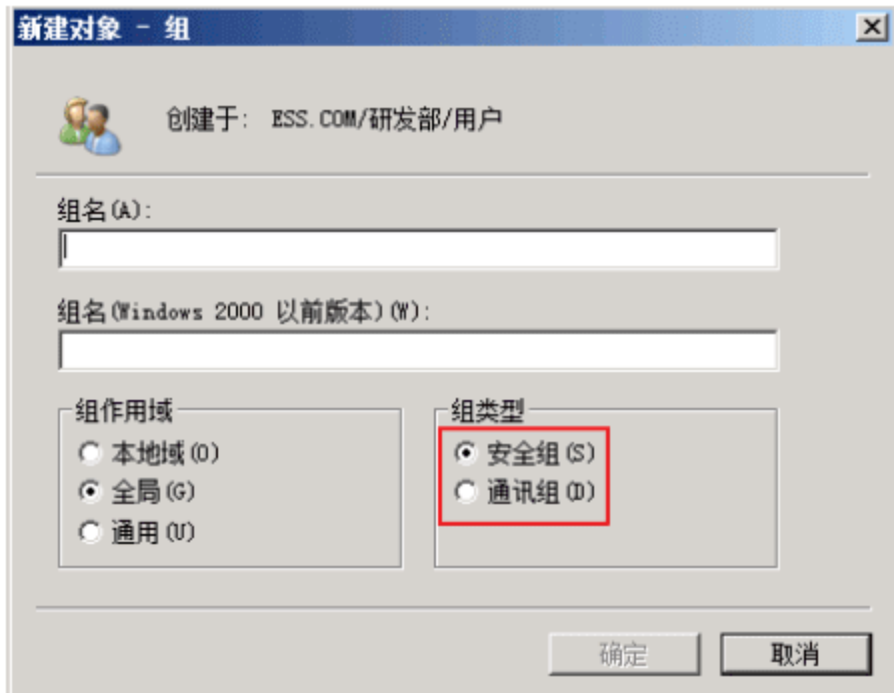 新建对象 - 组
创建于: ESS.COM/研发部/用户
组名(A):
组名(Windows 2000 以前版本)(W):
组作用域
本地域(O)
全局(G)
通用(U)
组类型
安全组(S)
通讯组(D)
确定
取消